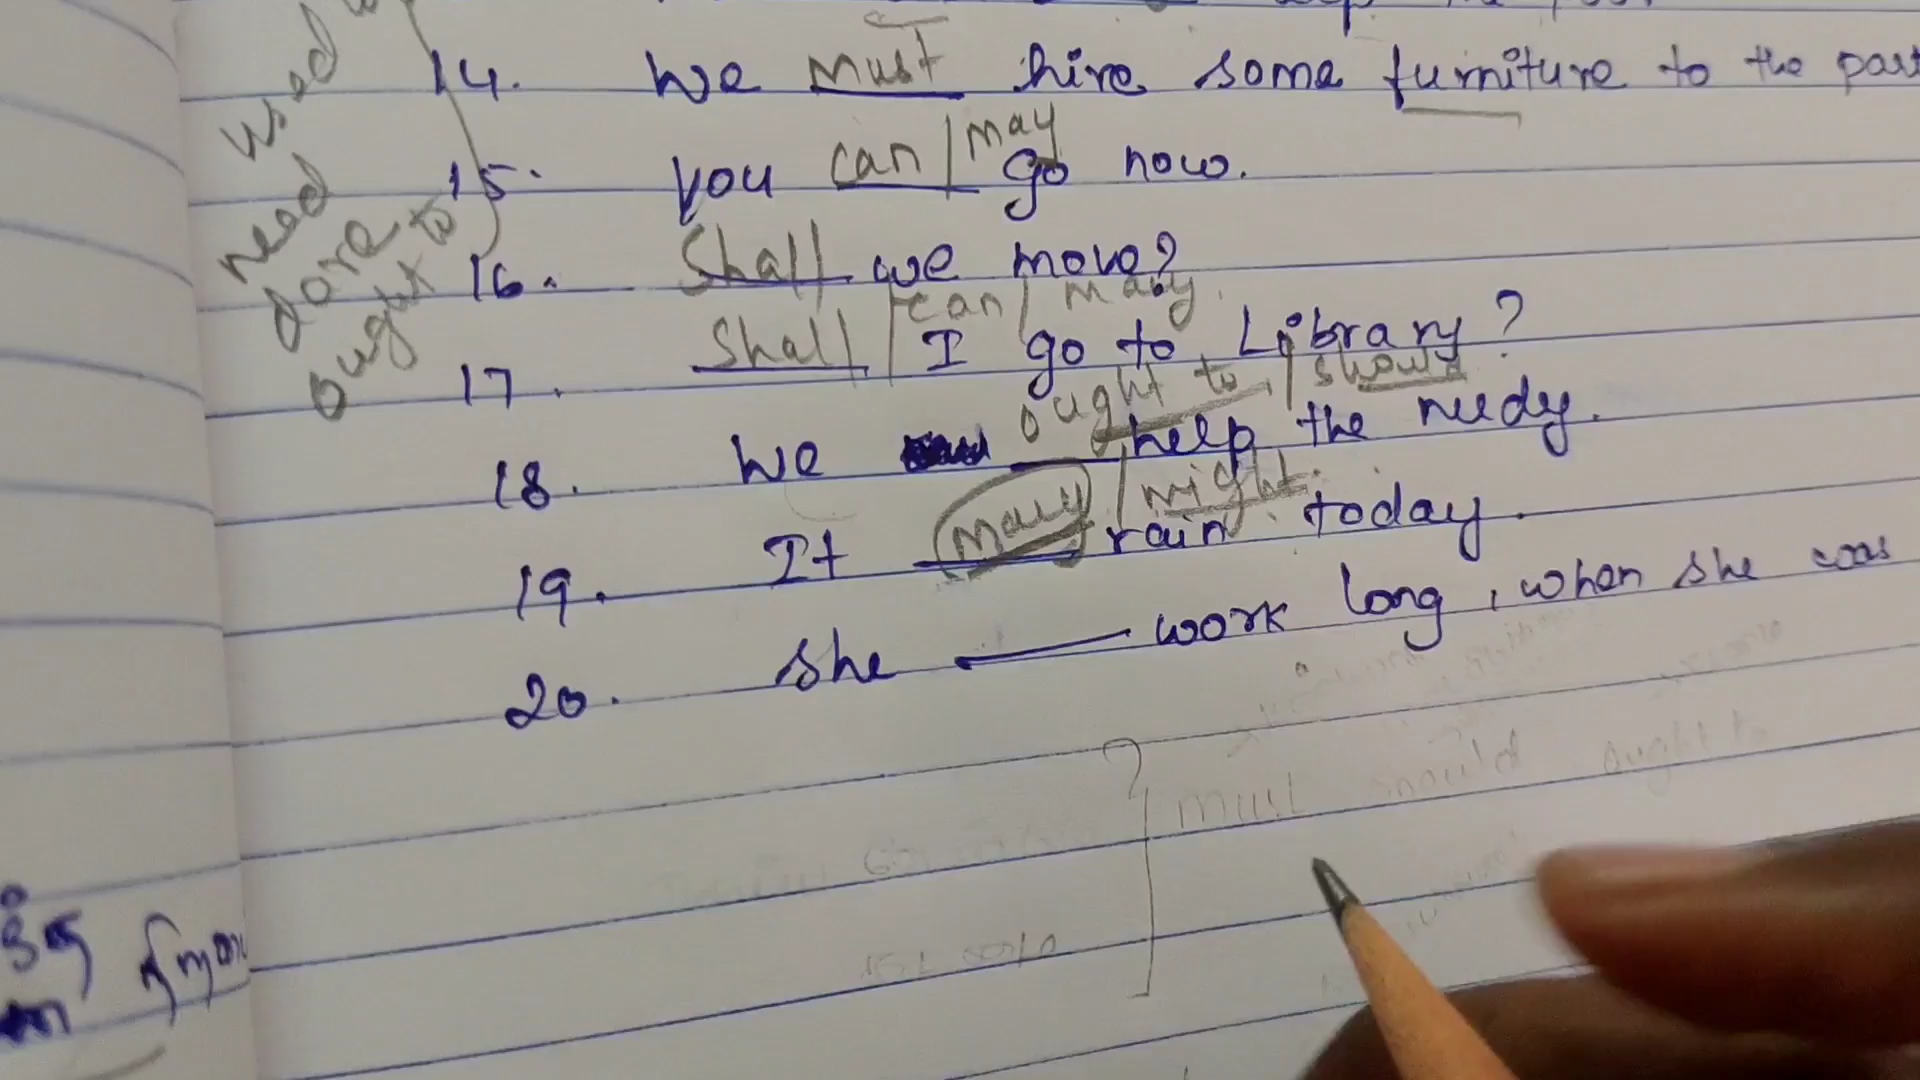 used to
need
dare
ought to
14. We must hire some furniture to the part
15. You can/may go now.
16. Shall we move?
17. Shall/can/may I go to Library?
18. We ought to/should help the needy.
19. It may/might rain today.
20. She work long, when she was
must should ought to